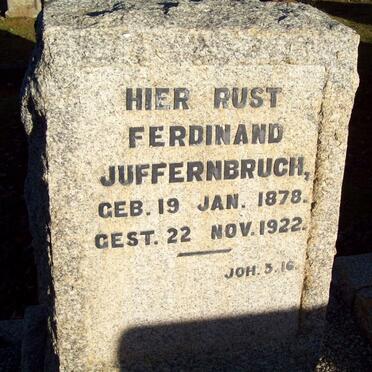 HIER RUST
FERDINAND
JUFFERNBRUCH,
GEB. 19 JAN. 1878.
GEST. 22 NOV. 1922.
JOH. 3.16.